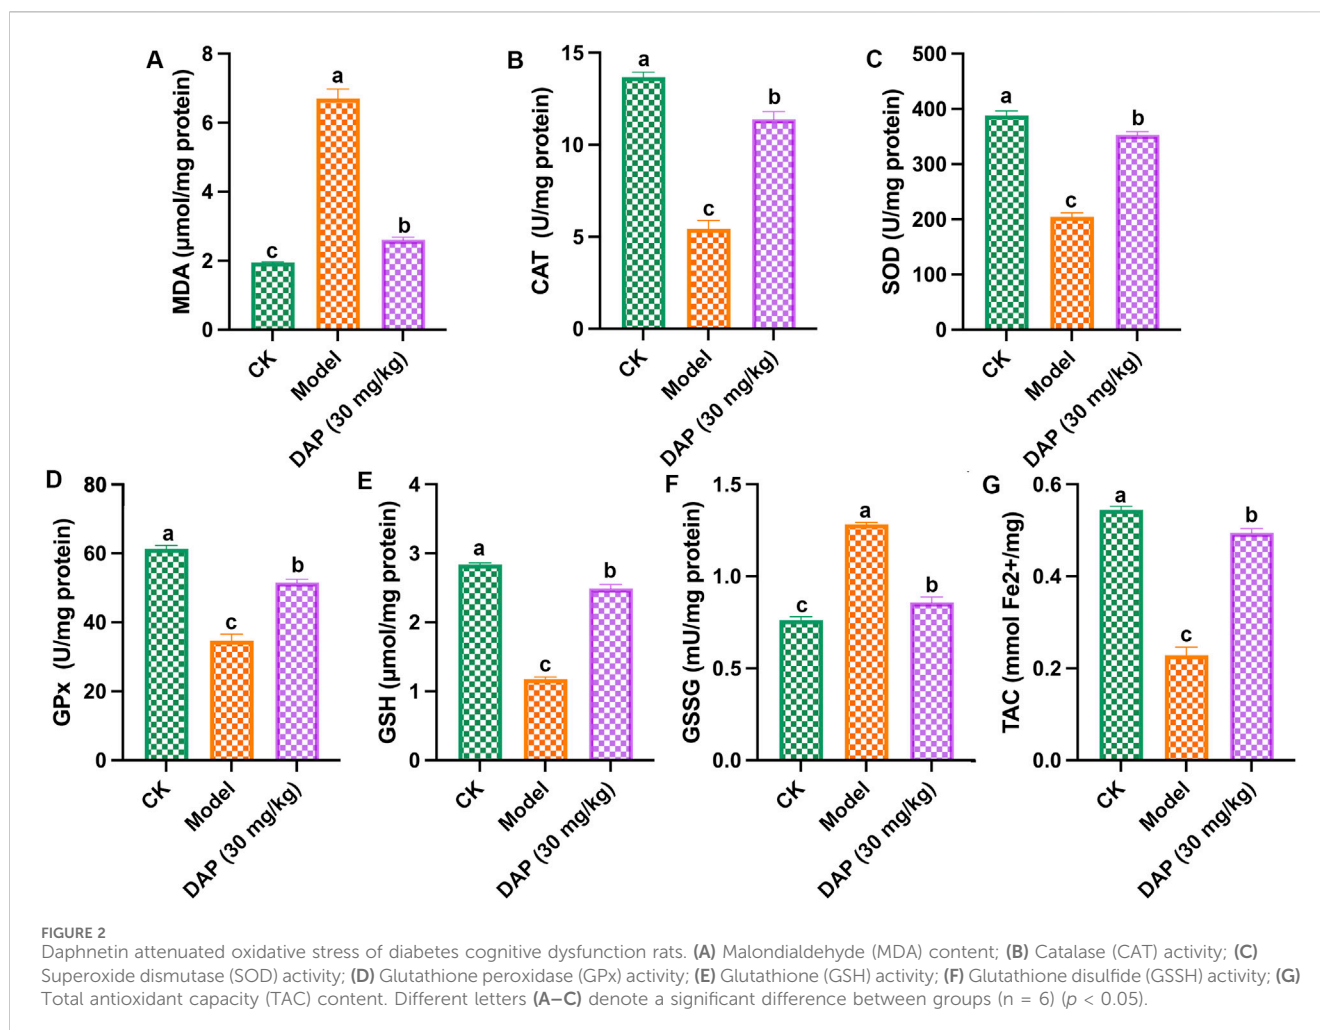 A
MDA (μmol/mg protein)
8
6
4
2
0
c
a
b
CK
Model
DAP (30 mg/kg)
B
CAT (U/mg protein)
15
10
5
0
a
c
b
CK
Model
DAP (30 mg/kg)
C
SOD (U/mg protein)
500
400
300
200
100
0
a
c
b
CK
Model
DAP (30 mg/kg)
D
GPx (U/mg protein)
80
60
40
20
0
a
c
b
CK
Model
DAP (30 mg/kg)
E
GSH (μmol/mg protein)
4
3
2
1
0
a
c
b
CK
Model
DAP (30 mg/kg)
F
GSSG (mU/mg protein)
1.5
1.0
0.5
0.0
c
a
b
CK
Model
DAP (30 mg/kg)
G
TAC (mmol Fe2+/mg)
0.6
0.4
0.2
0.0
a
c
b
CK
Model
DAP (30 mg/kg)
FIGURE 2
Daphnetin attenuated oxidative stress of diabetes cognitive dysfunction rats. (A) Malondialdehyde (MDA) content; (B) Catalase (CAT) activity; (C)
Superoxide dismutase (SOD) activity; (D) Glutathione peroxidase (GPx) activity; (E) Glutathione (GSH) activity; (F) Glutathione disulfide (GSSH) activity; (G)
Total antioxidant capacity (TAC) content. Different letters (A–C) denote a significant difference between groups (n = 6) (p < 0.05).